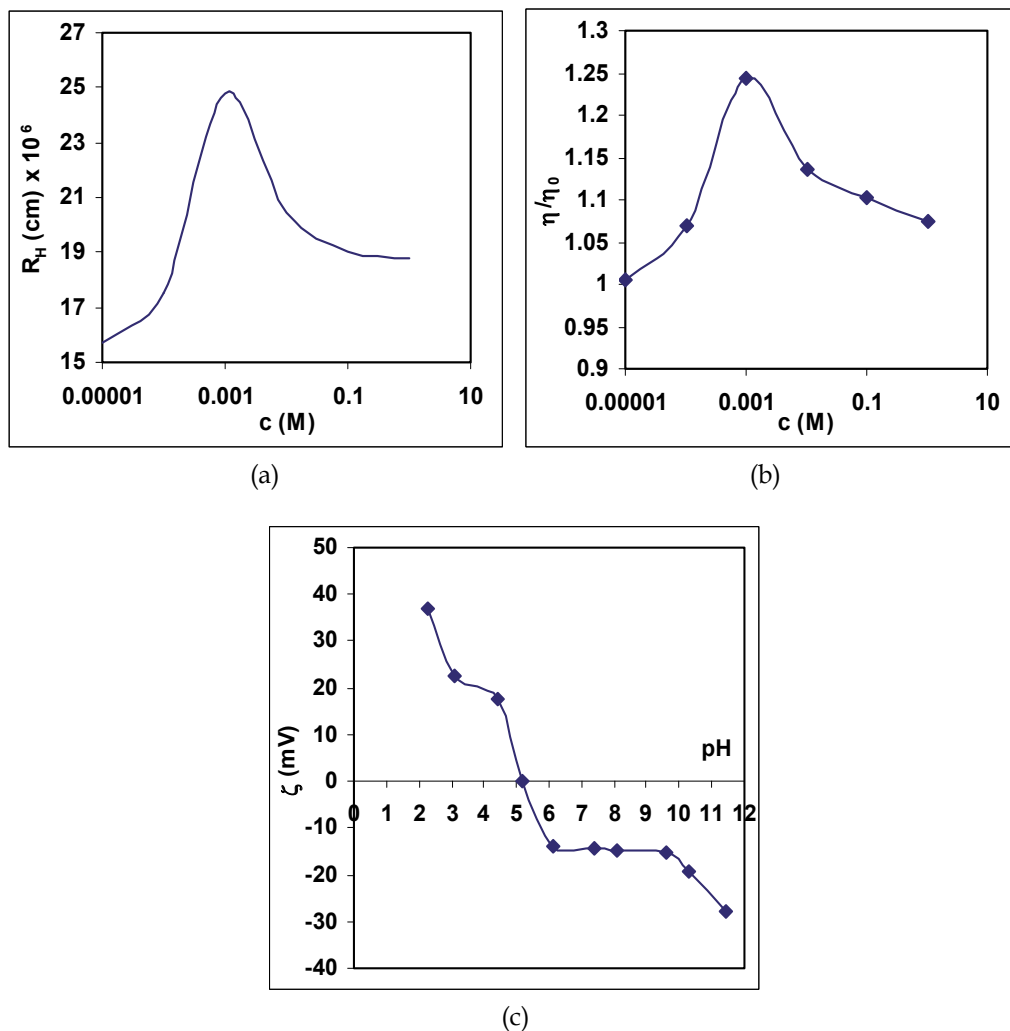 27
25
23
21
19
17
15
R_H (cm) x 10^6
0.00001 0.001 0.1 10
c (M)
(a)
1.3
1.25
1.2
1.15
1.1
1.05
1
0.95
0.9
η/η₀
0.00001 0.001 0.1 10
c (M)
(b)
50
40
30
20
10
0
-10
-20
-30
-40
ζ (mV)
pH
0 1 2 3 4 5 6 7 8 9 10 11 12
(c)